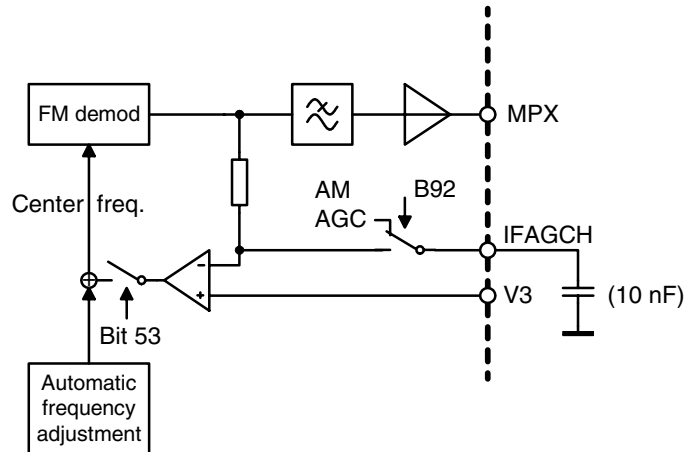 FM demod
MPX
AM
AGC
B92
Center freq.
IFAGCH
V3
(10 nF)
Bit 53
Automatic
frequency
adjustment